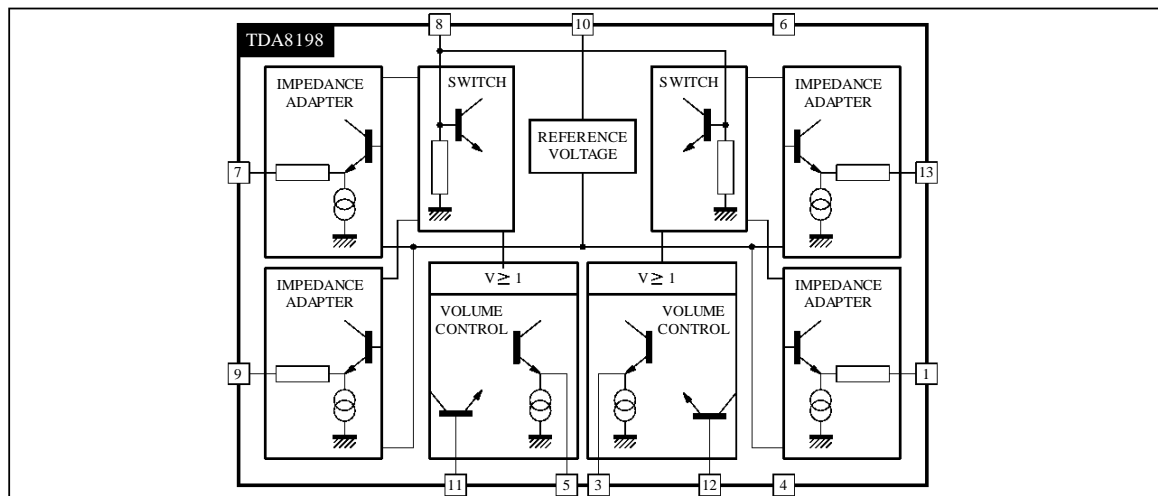 8 10 6
TDA8198
IMPEDANCE
ADAPTER
SWITCH
REFERENCE
VOLTAGE
SWITCH
IMPEDANCE
ADAPTER
7
13
IMPEDANCE
ADAPTER
V ≧ 1
VOLUME
CONTROL
V ≧ 1
VOLUME
CONTROL
IMPEDANCE
ADAPTER
9
1
11 5 3 12 4